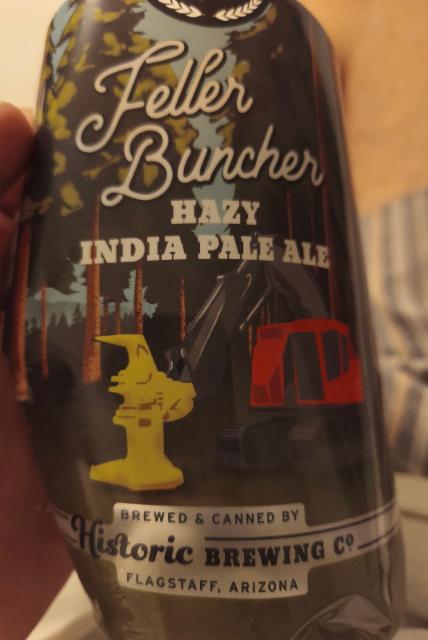 Feller
Buncher
HAZY
INDIA PALE ALE
BREWED & CANNED BY
Historic BREWING Cº
FLAGSTAFF, ARIZONA